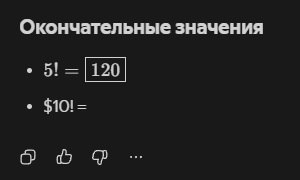 Окончательные значения
• 5! = 120
• $10! =